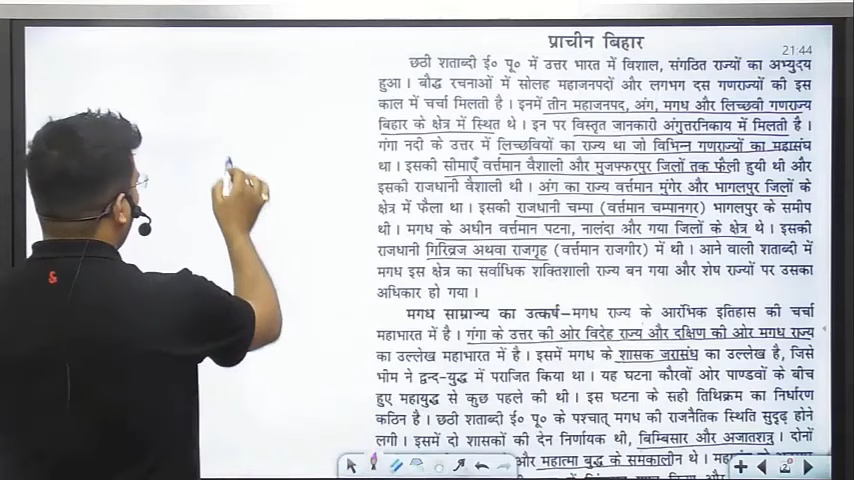 प्राचीन बिहार
21:44
छठी शताब्दी ई० पू० में उत्तर भारत में विशाल, संगठित राज्यों का अभ्युदय
हुआ । बौद्ध रचनाओं में सोलह महाजनपदों और लगभग दस गणराज्यों की इस
काल में चर्चा मिलती है । इनमें तीन महाजनपद, अंग, मगध और लिच्छवी गणराज्य
बिहार के क्षेत्र में स्थित थे । इन पर विस्तृत जानकारी अंगुत्तरनिकाय में मिलती है ।
गंगा नदी के उत्तर में लिच्छवियों का राज्य था जो विभिन्न गणराज्यों का महासंघ
था । इसकी सीमाएँ वर्त्तमान वैशाली और मुजफ्फरपुर जिलों तक फैली हुयी थी और
इसकी राजधानी वैशाली थी । अंग का राज्य वर्त्तमान मुंगेर और भागलपुर जिलों के
क्षेत्र में फैला था । इसकी राजधानी चम्पा (वर्त्तमान चम्पानगर) भागलपुर के समीप
थी । मगध के अधीन वर्त्तमान पटना, नालंदा और गया जिलों के क्षेत्र थे । इसकी
राजधानी गिरिव्रज अथवा राजगृह (वर्त्तमान राजगीर) में थी । आने वाली शताब्दी में
मगध इस क्षेत्र का सर्वाधिक शक्तिशाली राज्य बन गया और शेष राज्यों पर उसका
अधिकार हो गया ।
मगध साम्राज्य का उत्कर्ष–मगध राज्य के आरंभिक इतिहास की चर्चा
महाभारत में है । गंगा के उत्तर की ओर विदेह राज्य और दक्षिण की ओर मगध राज्य
का उल्लेख महाभारत में है । इसमें मगध के शासक जरासंध का उल्लेख है, जिसे
भीम ने द्वन्द-युद्ध में पराजित किया था । यह घटना कौरवों ओर पाण्डवों के बीच
हुए महायुद्ध से कुछ पहले की थी । इस घटना के सही तिथिक्रम का निर्धारण
कठिन है । छठी शताब्दी ई० पू० के पश्चात् मगध की राजनैतिक स्थिति सुदृढ़ होने
लगी । इसमें दो शासकों की देन निर्णायक थी, बिम्बिसार और अजातशत्रु । दोनों
और महात्मा बुद्ध के समकालीन थे ।
2